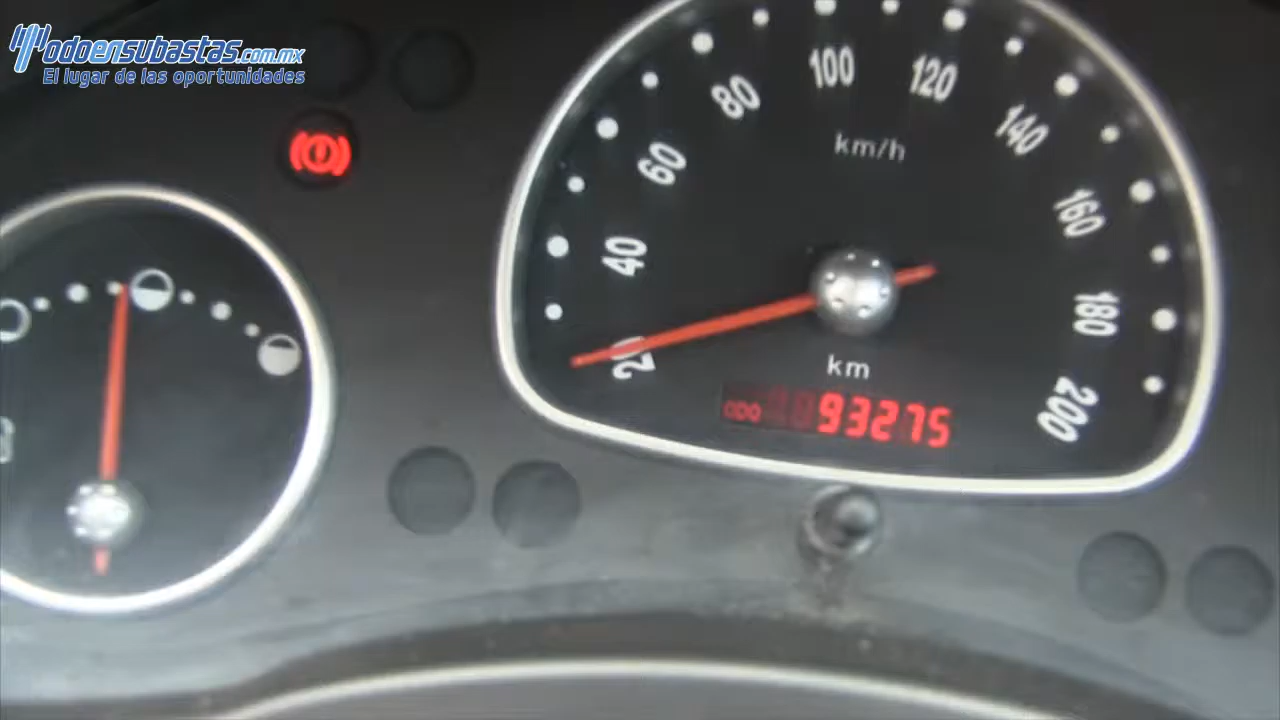 Todoensubastas.com.mx
El lugar de las oportunidades
20
40
60
80
100
120
140
160
180
200
km/h
km
ODO 93275